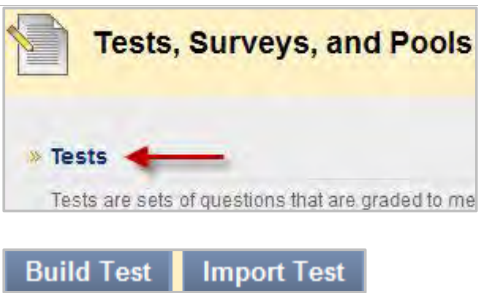 Tests, Surveys, and Pools
» Tests
Tests are sets of questions that are graded to me
Build Test Import Test